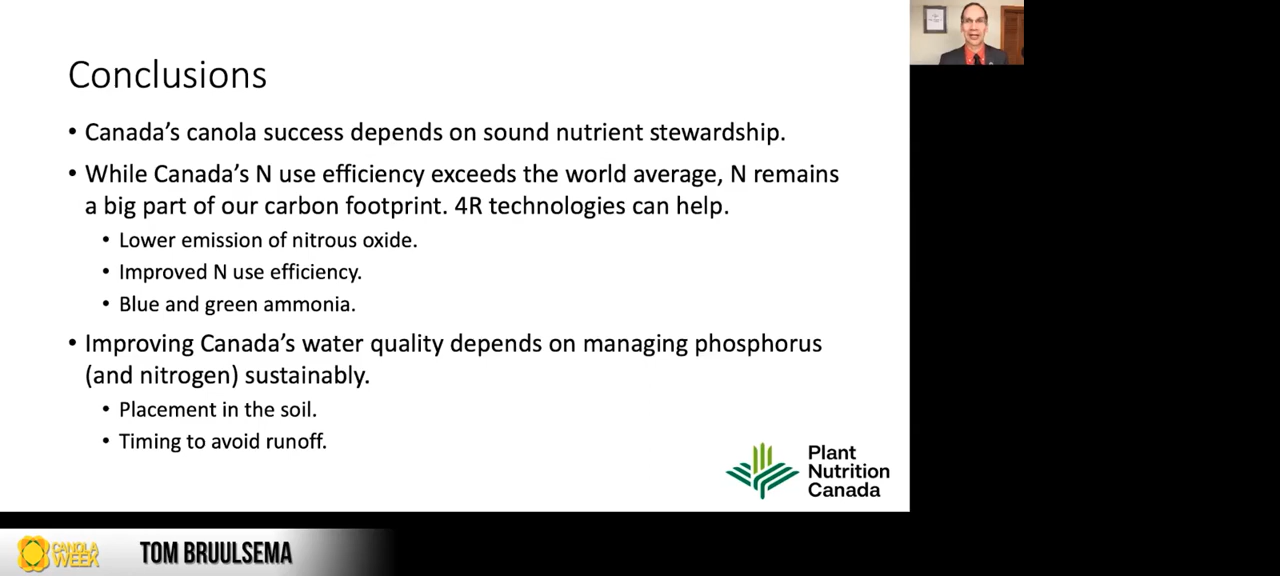 Conclusions
• Canada's canola success depends on sound nutrient stewardship.
• While Canada's N use efficiency exceeds the world average, N remains
a big part of our carbon footprint. 4R technologies can help.
• Lower emission of nitrous oxide.
• Improved N use efficiency.
• Blue and green ammonia.
• Improving Canada's water quality depends on managing phosphorus
(and nitrogen) sustainably.
• Placement in the soil.
• Timing to avoid runoff.
Plant
Nutrition
Canada
CANOLA
WEEK
TOM BRUULSEMA